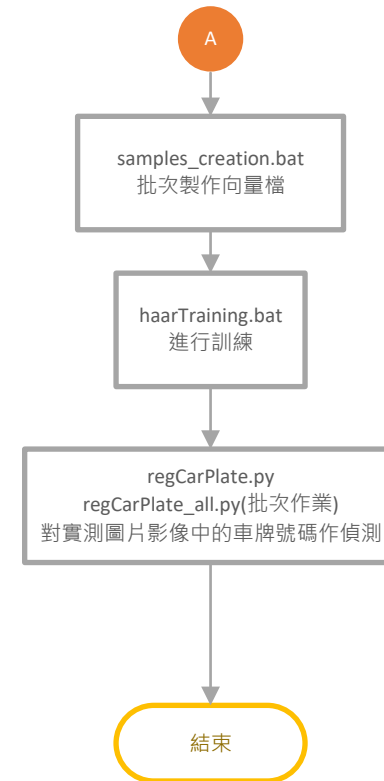 A
samples_creation.bat
批次製作向量檔
haarTraining.bat
進行訓練
regCarPlate.py
regCarPlate_all.py(批次作業)
對實測圖片影像中的車牌號碼作偵測
結束